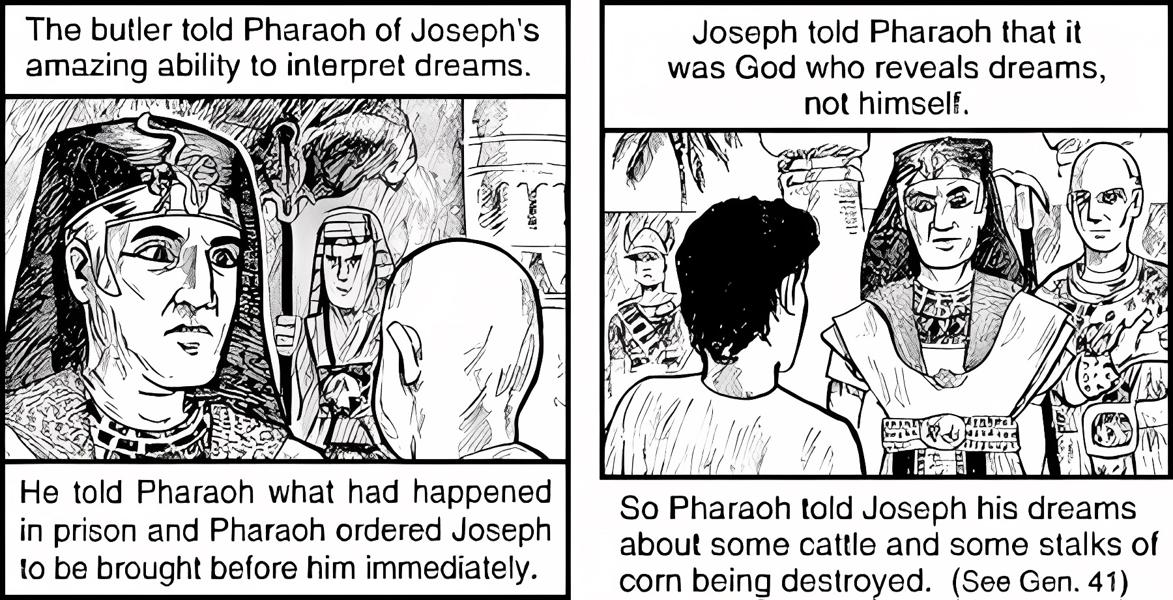 The butler told Pharaoh of Joseph's
amazing ability to interpret dreams.
He told Pharaoh what had happened
in prison and Pharaoh ordered Joseph
to be brought before him immediately.
Joseph told Pharaoh that it
was God who reveals dreams,
not himself.
So Pharaoh told Joseph his dreams
about some cattle and some stalks of
corn being destroyed. (See Gen. 41)